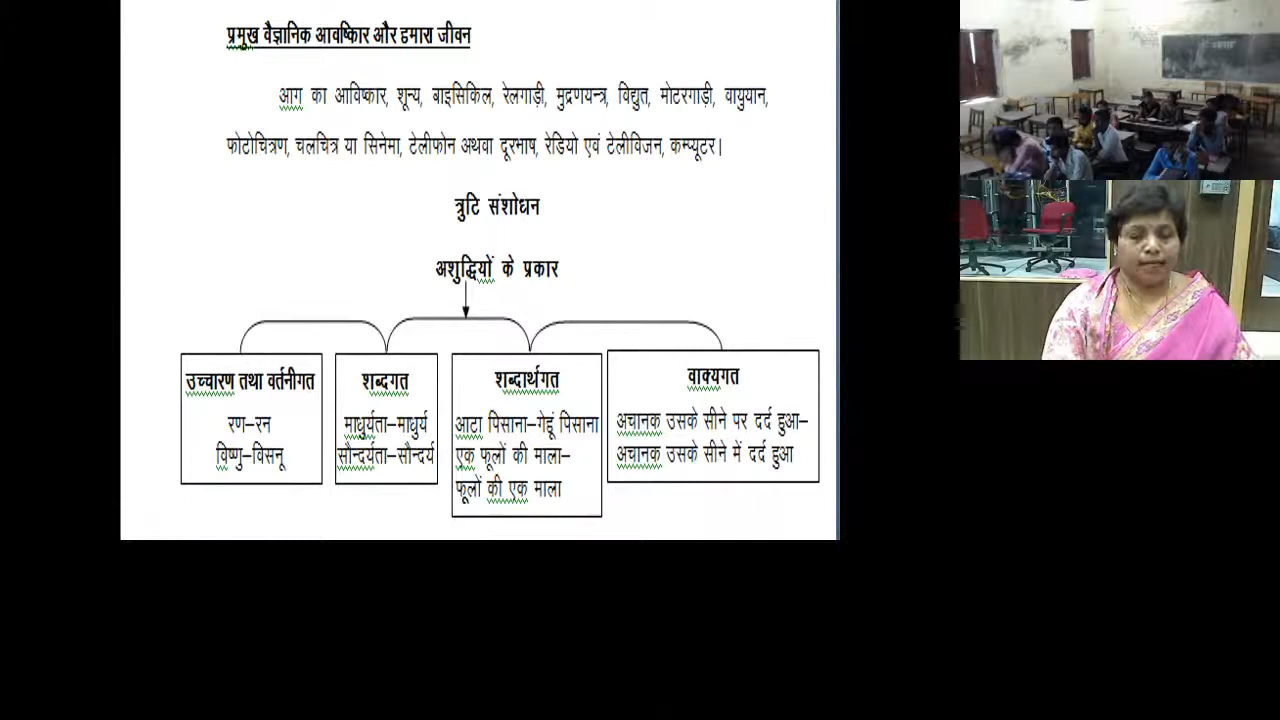 प्रमुख वैज्ञानिक आवष्किार और हमारा जीवन
आग का आविष्कार, शून्य, बाइसिकिल, रेलगाड़ी, मुद्रणयन्त्र, विद्युत, मोटरगाड़ी, वायुयान,
फोटोचित्रण, चलचित्र या सिनेमा, टेलीफोन अथवा दूरभाष, रेडियो एवं टेलीविजन, कम्प्यूटर।
त्रुटि संशोधन
अशुद्धियों के प्रकार
उच्चारण तथा वर्तनीगत
रण–रन
विष्णु–विसनू
शब्दगत
माधुर्यता–माधुर्य
सौन्दर्यता–सौन्दर्य
शब्दार्थगत
आटा पिसाना–गेहूं पिसाना
एक फूलों की माला–
फूलों की एक माला
वाक्यगत
अचानक उसके सीने पर दर्द हुआ–
अचानक उसके सीने में दर्द हुआ